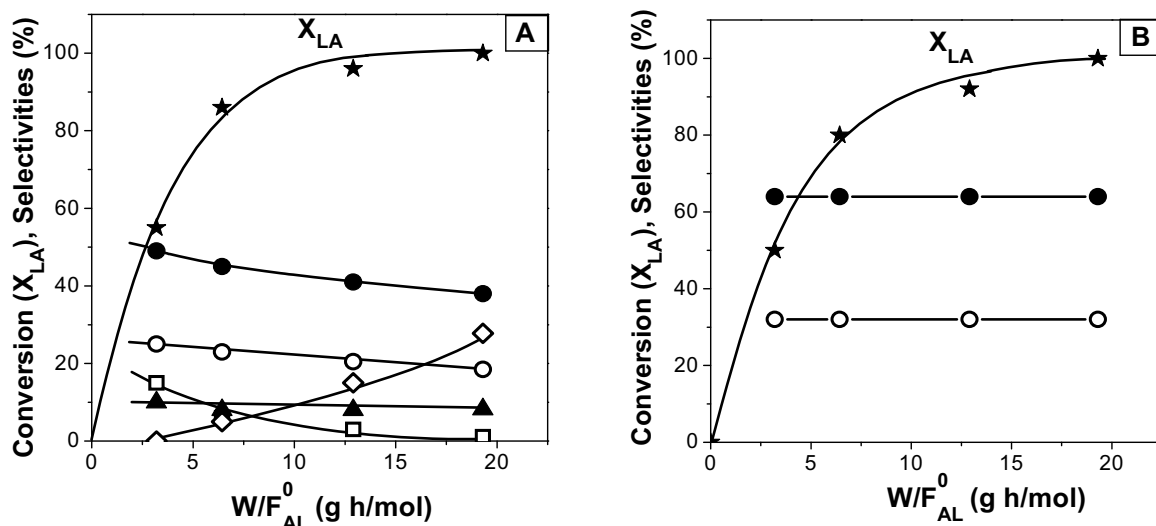 A
X_LA
Conversion (X_LA), Selectivities (%)
100
80
60
40
20
0
0 5 10 15 20
W/F⁰_AL (g h/mol)
B
X_LA
Conversion (X_LA), Selectivities (%)
100
80
60
40
20
0
0 5 10 15 20
W/F⁰_AL (g h/mol)